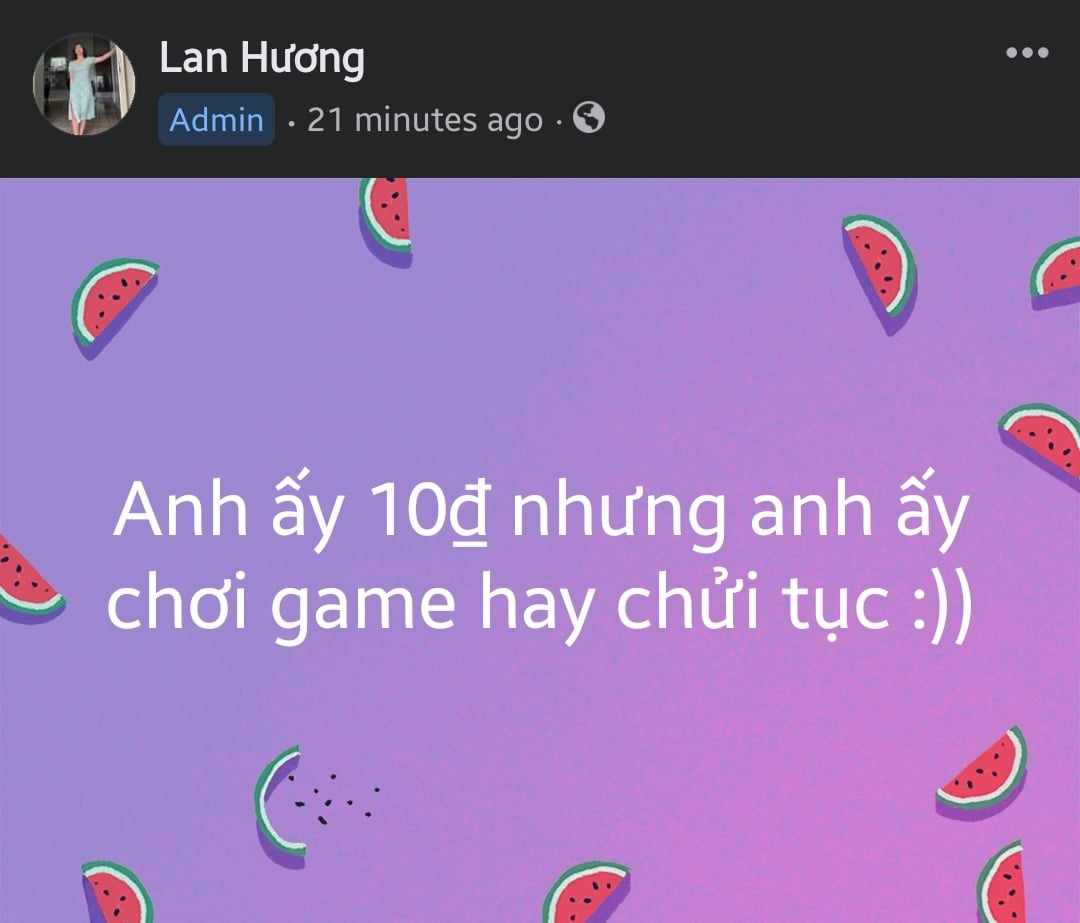 Lan Hương
Admin · 21 minutes ago ·
Anh ấy 10₫ nhưng anh ấy
chơi game hay chửi tục :))